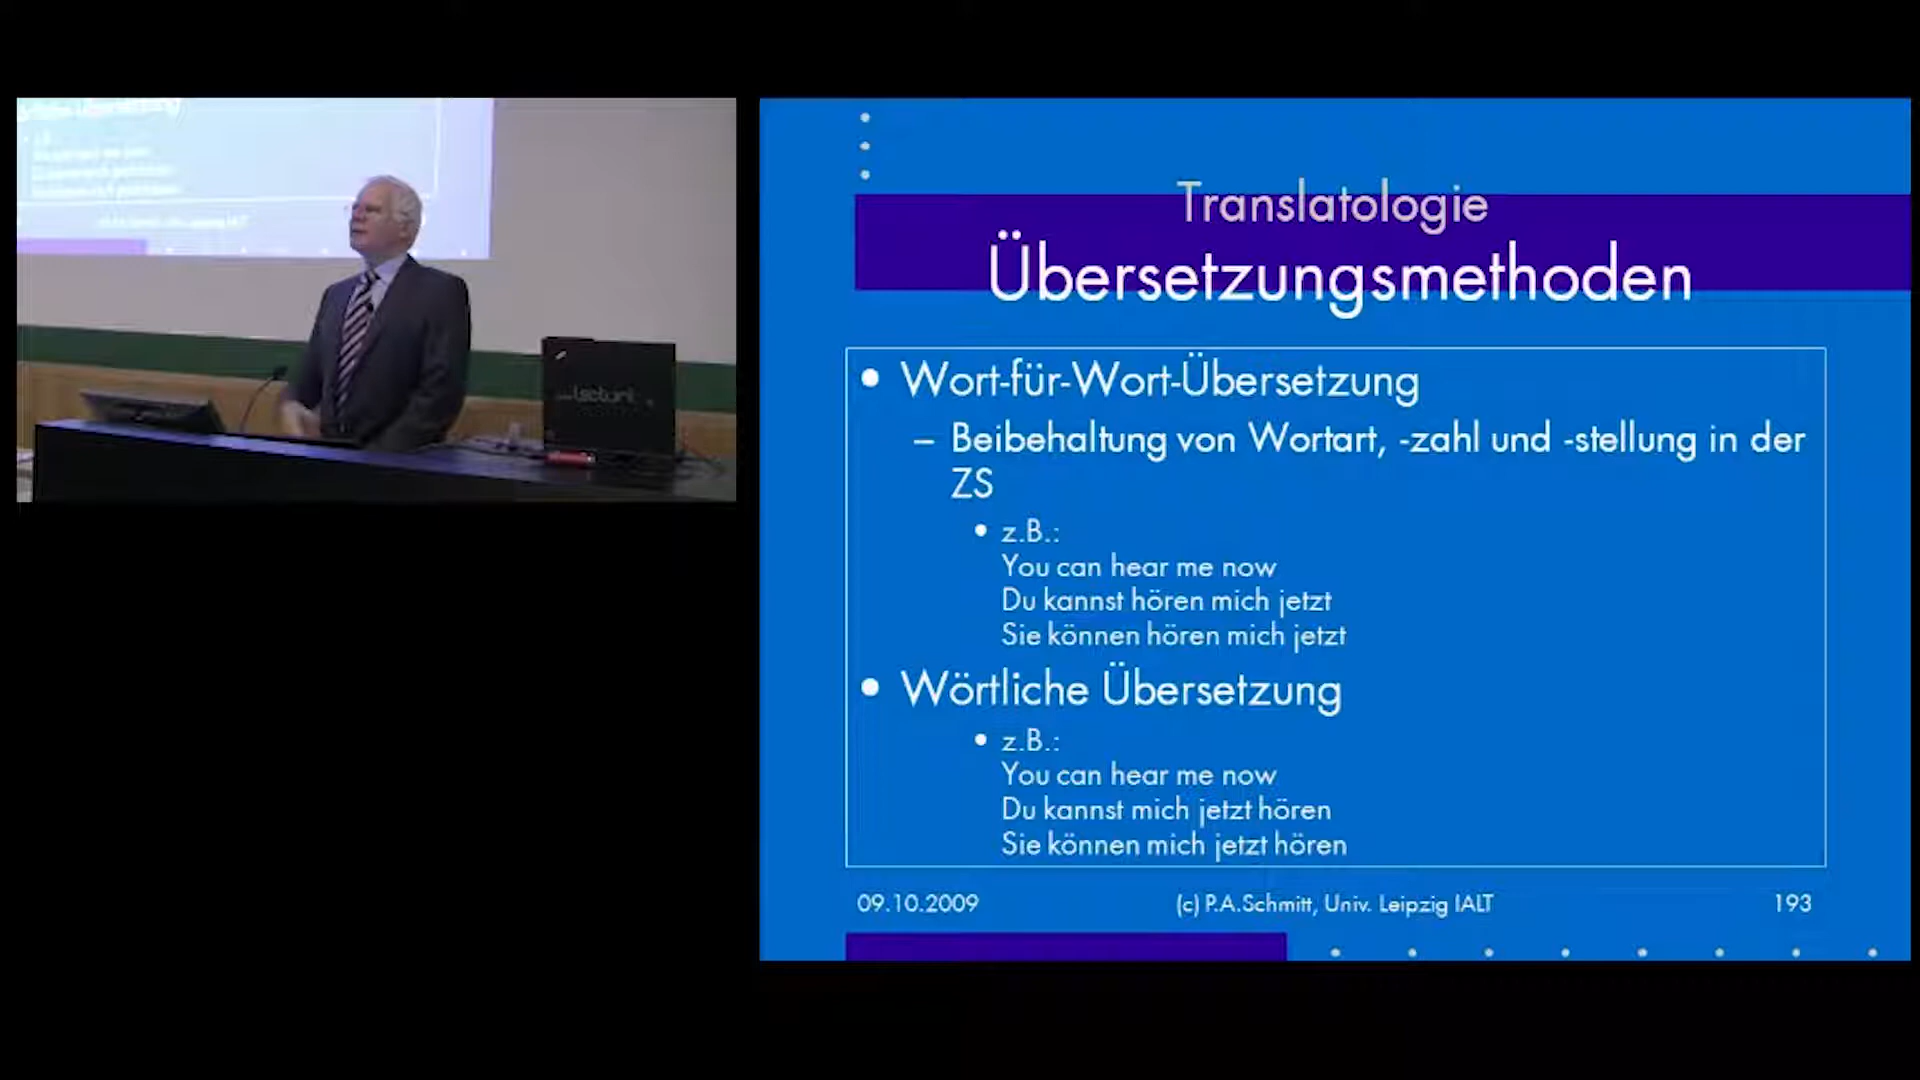 Translatologie
Übersetzungsmethoden
• Wort-für-Wort-Übersetzung
– Beibehaltung von Wortart, -zahl und -stellung in der
ZS
• z.B.:
You can hear me now
Du kannst hören mich jetzt
Sie können hören mich jetzt
• Wörtliche Übersetzung
• z.B.:
You can hear me now
Du kannst mich jetzt hören
Sie können mich jetzt hören
09.10.2009 (c) P.A.Schmitt, Univ. Leipzig IALT 193